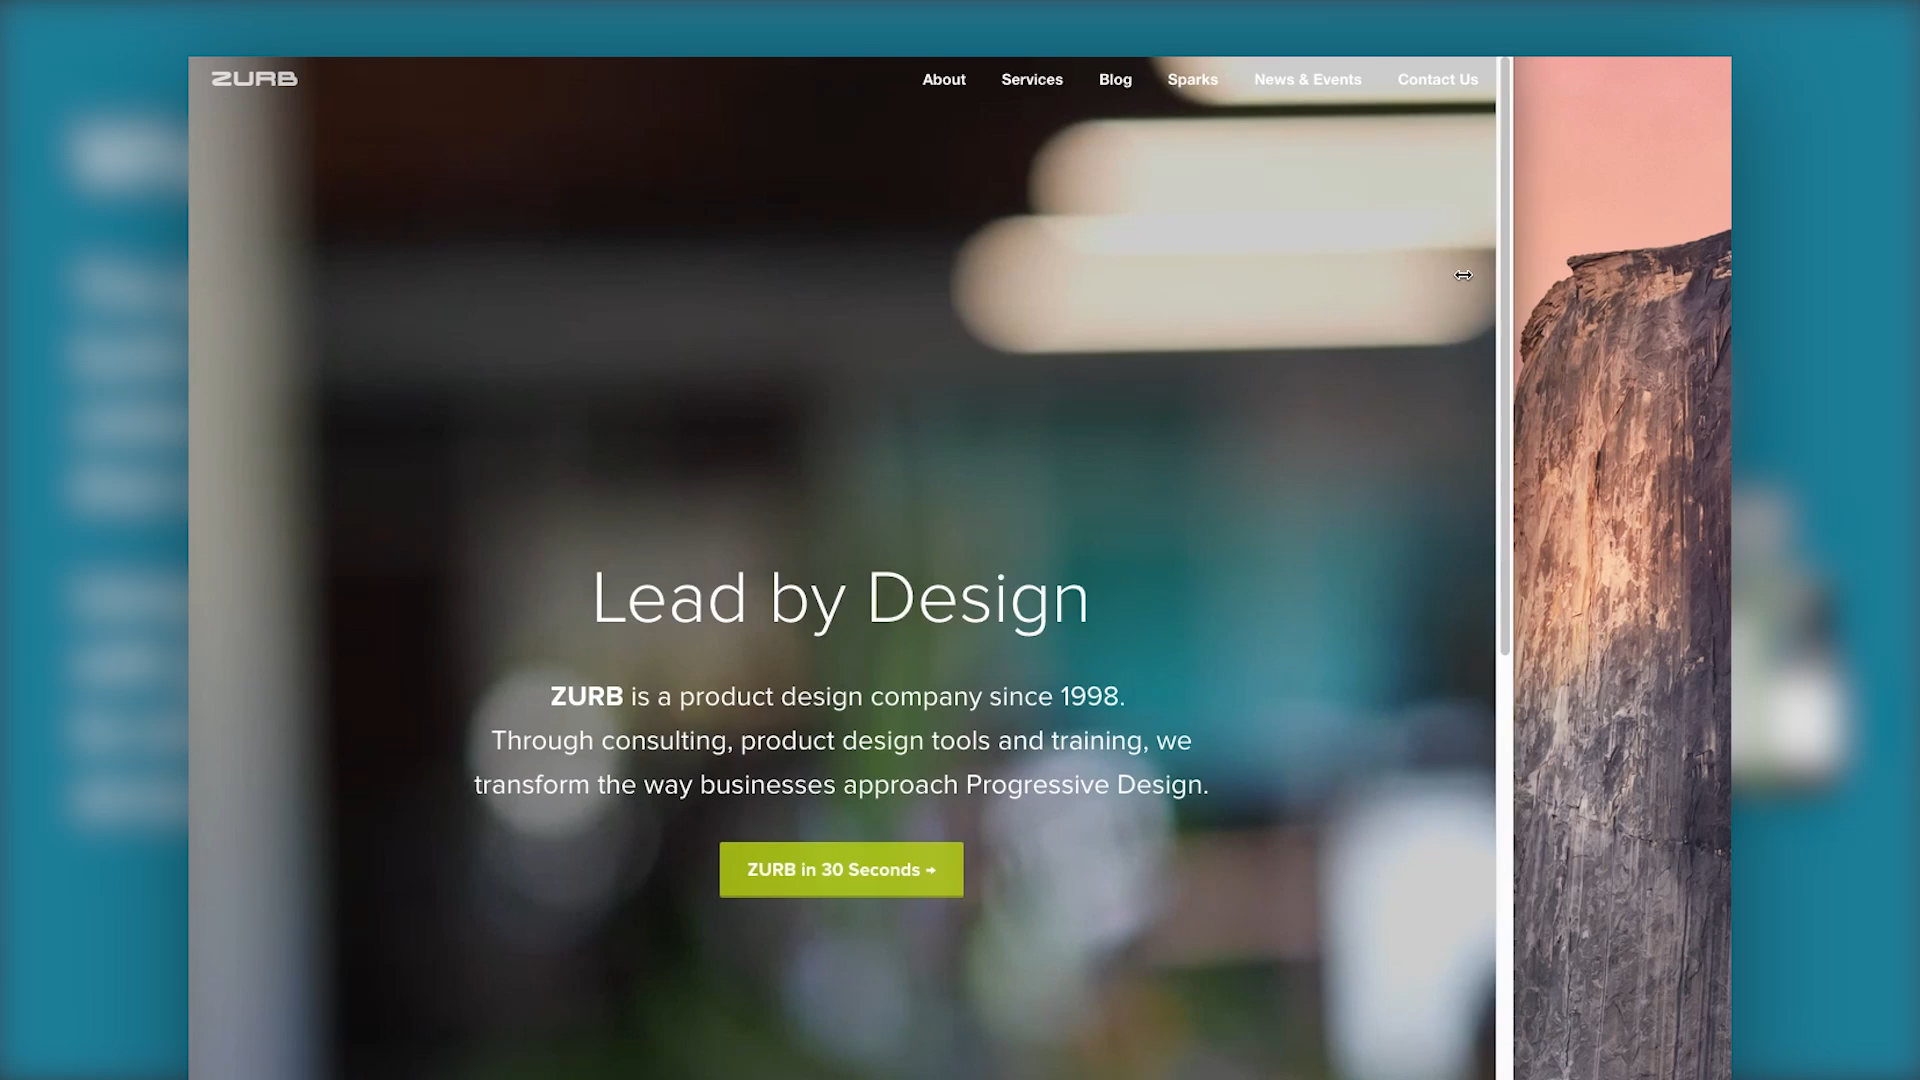 ZURB
About Services Blog Sparks News & Events Contact Us
Lead by Design
ZURB is a product design company since 1998.
Through consulting, product design tools and training, we
transform the way businesses approach Progressive Design.
ZURB in 30 Seconds →